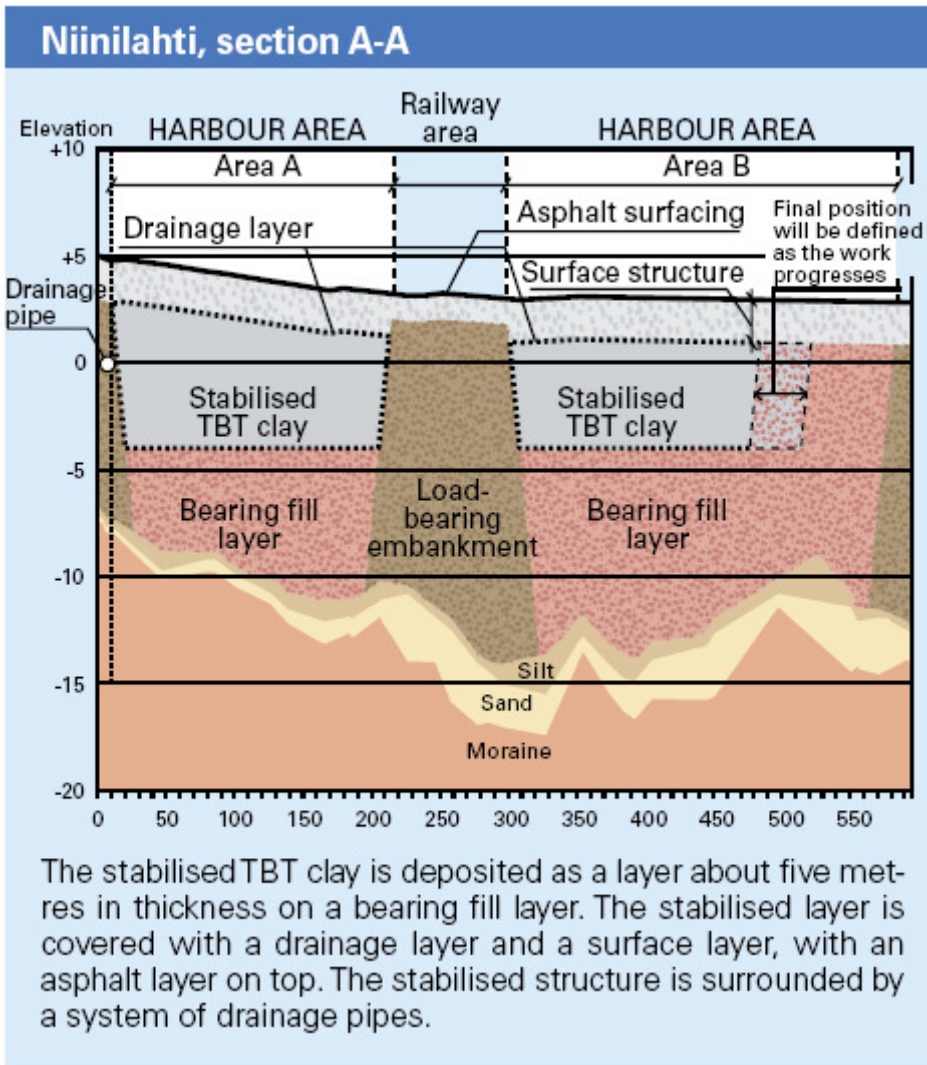 Niinilahti, section A-A
Elevation
HARBOUR AREA
Railway
area
HARBOUR AREA
+10
Area A
Area B
Drainage layer
Asphalt surfacing
Surface structure
Final position
will be defined
as the work
progresses
+5
Drainage
pipe
0
Stabilised
TBT clay
Stabilised
TBT clay
-5
Bearing fill
layer
Load-
bearing
embankment
Bearing fill
layer
-10
Silt
-15
Sand
Moraine
-20
0 50 100 150 200 250 300 350 400 450 500 550
The stabilised TBT clay is deposited as a layer about five met-
res in thickness on a bearing fill layer. The stabilised layer is
covered with a drainage layer and a surface layer, with an
asphalt layer on top. The stabilised structure is surrounded by
a system of drainage pipes.